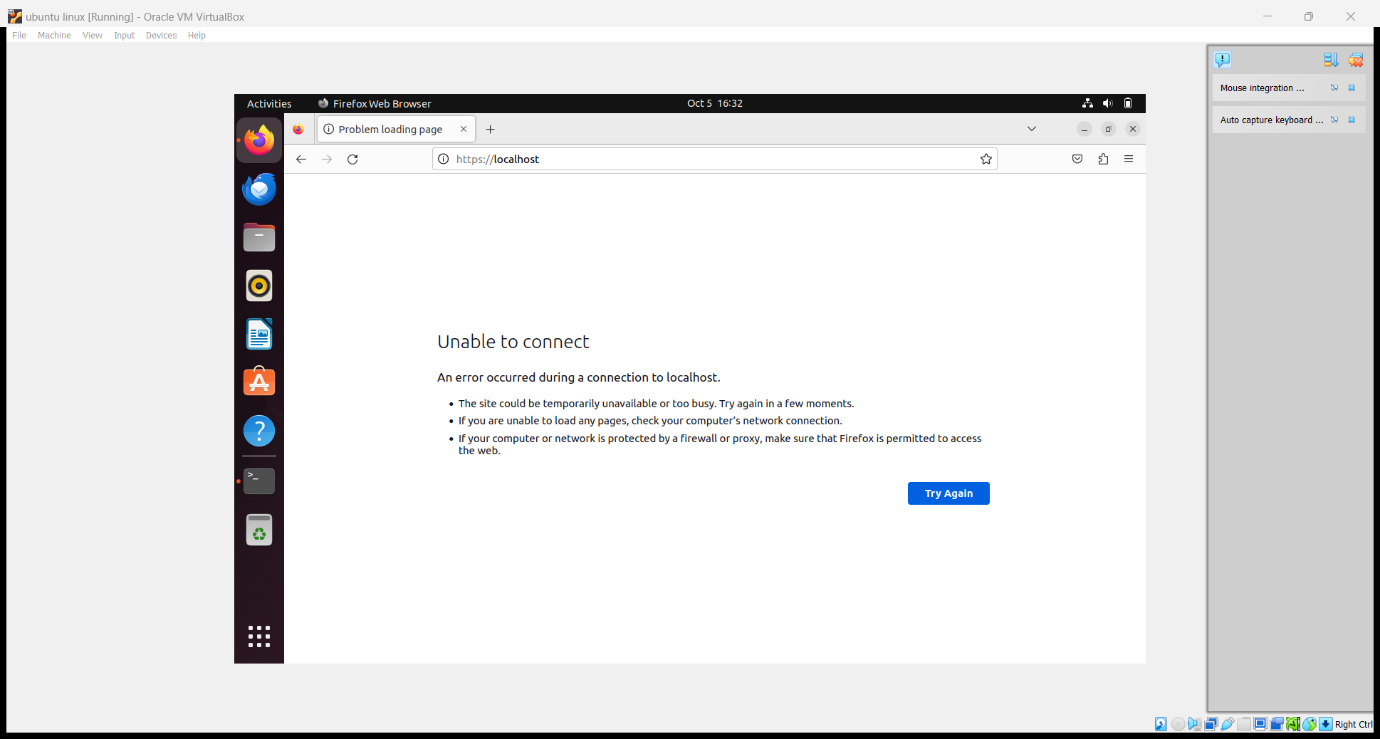 ubuntu linux [Running] - Oracle VM VirtualBox
File Machine View Input Devices Help
Mouse integration ...
Auto capture keyboard ...
Activities Firefox Web Browser Oct 5 16:32
Problem loading page
https://localhost
Unable to connect
An error occurred during a connection to localhost.
• The site could be temporarily unavailable or too busy. Try again in a few moments.
• If you are unable to load any pages, check your computer's network connection.
• If your computer or network is protected by a firewall or proxy, make sure that Firefox is permitted to access
the web.
Try Again
Right Ctrl